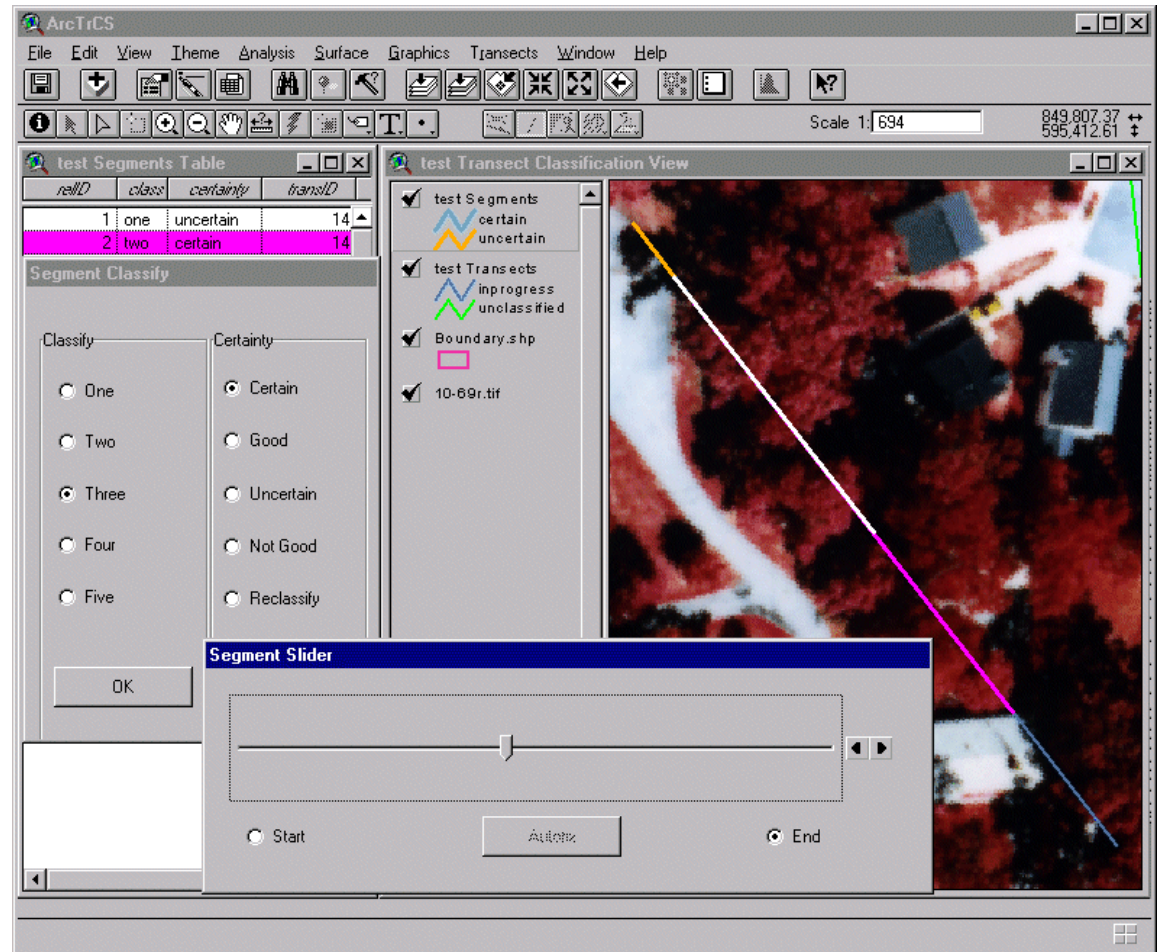 ArcTrCS
File Edit View Theme Analysis Surface Graphics Transects Window Help
Scale 1: 694
849,807.37
595,412.61
test Segments Table
relID class certainty transID
1 one uncertain 14
2 two certain 14
Segment Classify
Classify
One
Two
Three
Four
Five
Certainty
Certain
Good
Uncertain
Not Good
Reclassify
OK
test Transect Classification View
test Segments
certain
uncertain
test Transects
inprogress
unclassified
Boundary.shp
10-69r.tif
Segment Slider
Start
End